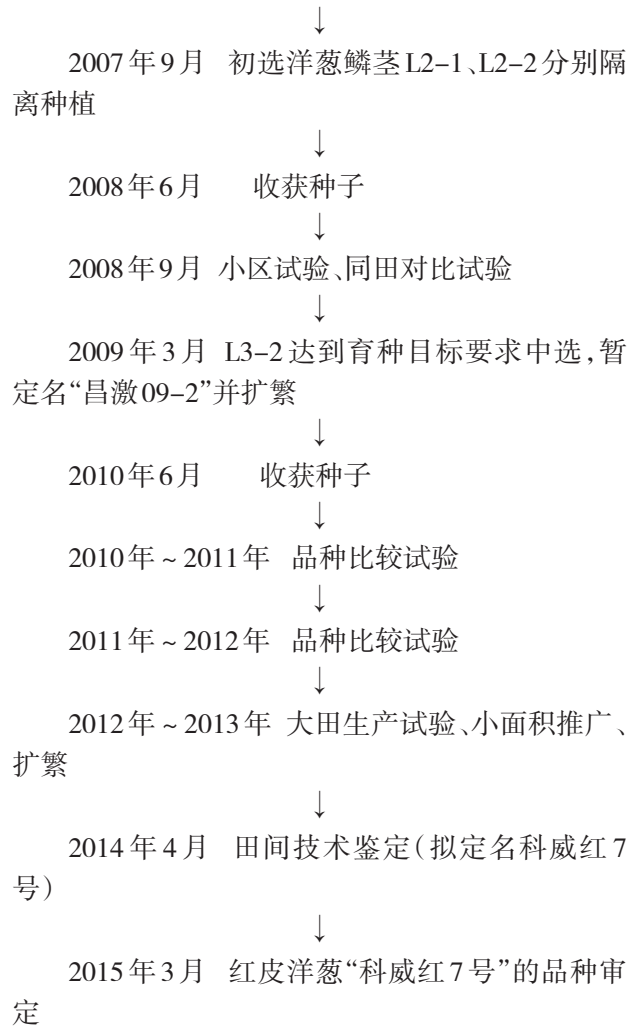 ↓
2007年9月 初选洋葱鳞茎L2-1、L2-2分别隔
离种植
↓
2008年6月 收获种子
↓
2008年9月 小区试验、同田对比试验
↓
2009年3月 L3-2达到育种目标要求中选,暂
定名“昌激09-2”并扩繁
↓
2010年6月 收获种子
↓
2010年~2011年 品种比较试验
↓
2011年~2012年 品种比较试验
↓
2012年~2013年 大田生产试验、小面积推广、
扩繁
↓
2014年4月 田间技术鉴定(拟定名科威红7
号)
↓
2015年3月 红皮洋葱“科威红7号”的品种审
定